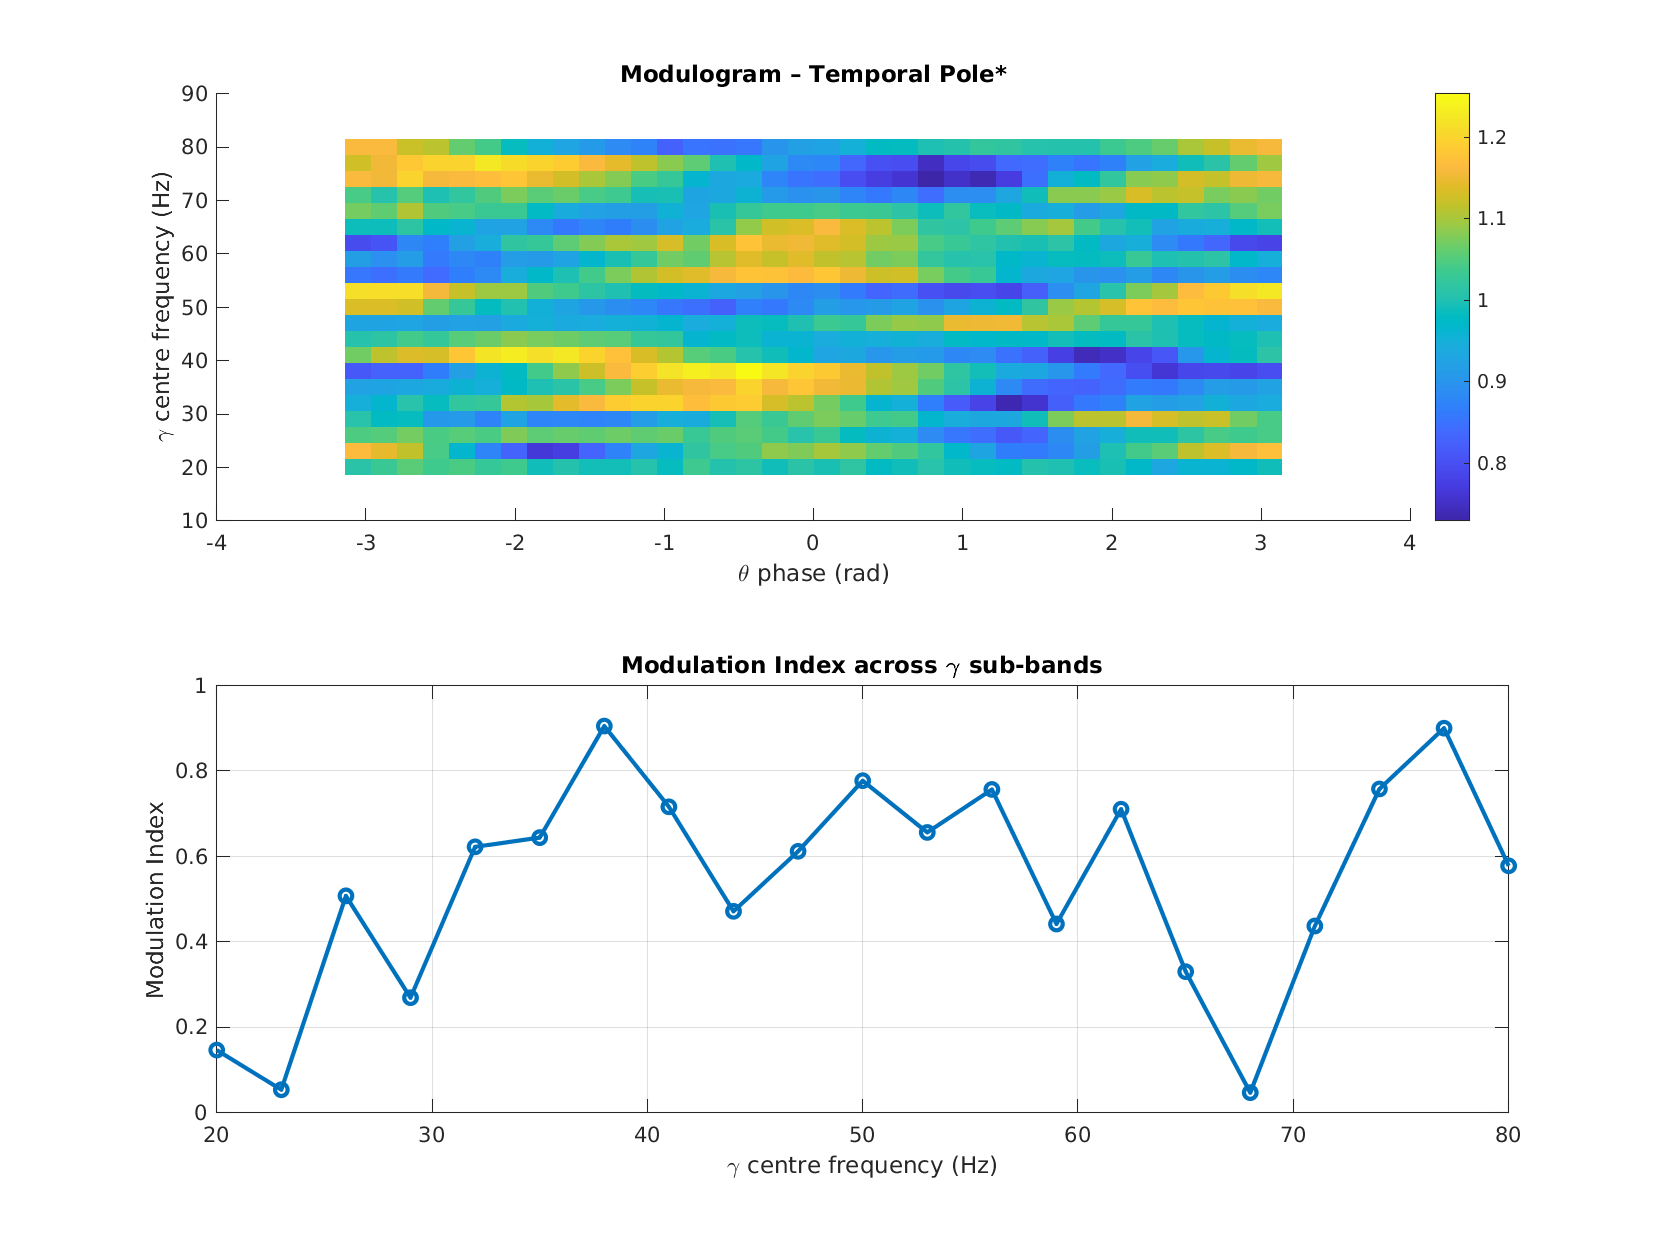 Modulogram – Temporal Pole*
γ centre frequency (Hz)
90
80
70
60
50
40
30
20
10
-4 -3 -2 -1 0 1 2 3 4
θ phase (rad)
1.2
1.1
1
0.9
0.8
Modulation Index across γ sub-bands
Modulation Index
1
0.8
0.6
0.4
0.2
0
20 30 40 50 60 70 80
γ centre frequency (Hz)